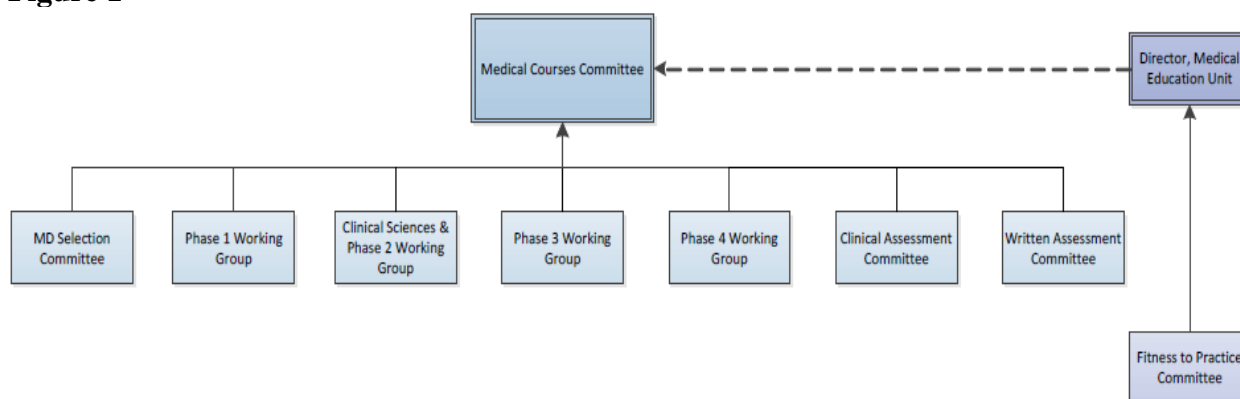 Medical Courses Committee
Director, Medical
Education Unit
MD Selection
Committee
Phase 1 Working
Group
Clinical Sciences &
Phase 2 Working
Group
Phase 3 Working
Group
Phase 4 Working
Group
Clinical Assessment
Committee
Written Assessment
Committee
Fitness to Practice
Committee